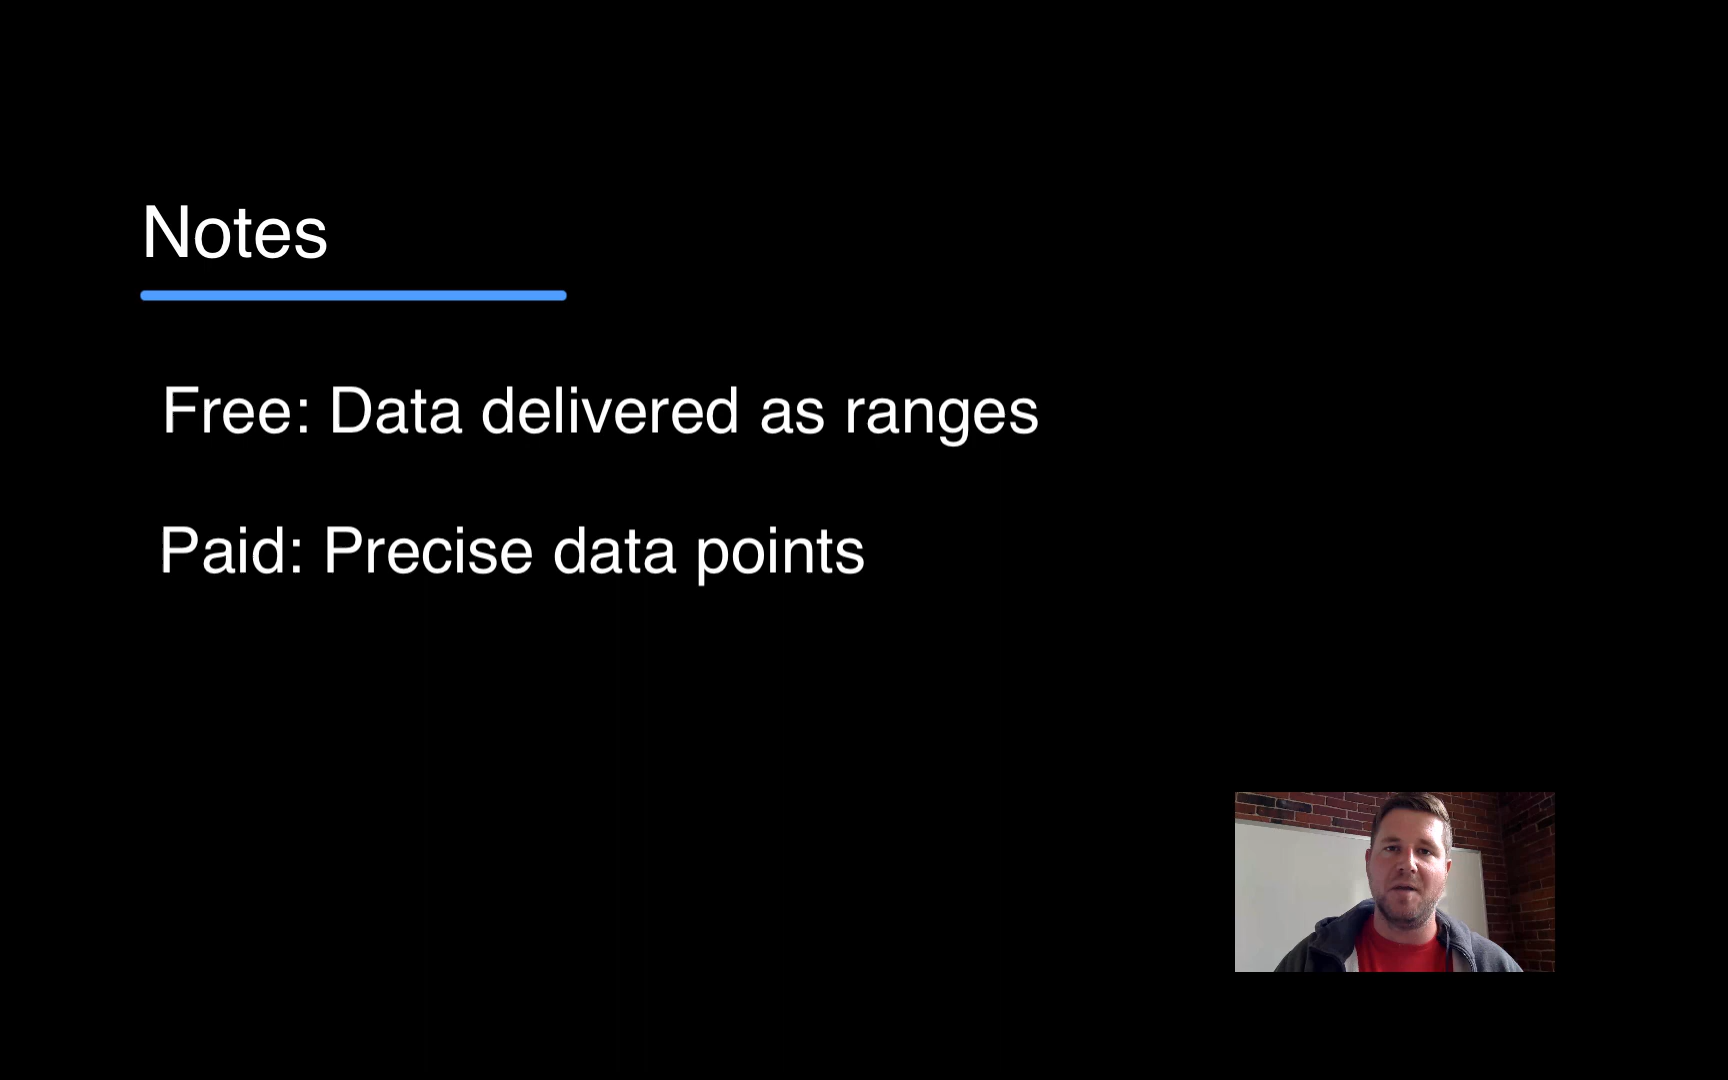 Notes
Free: Data delivered as ranges
Paid: Precise data points